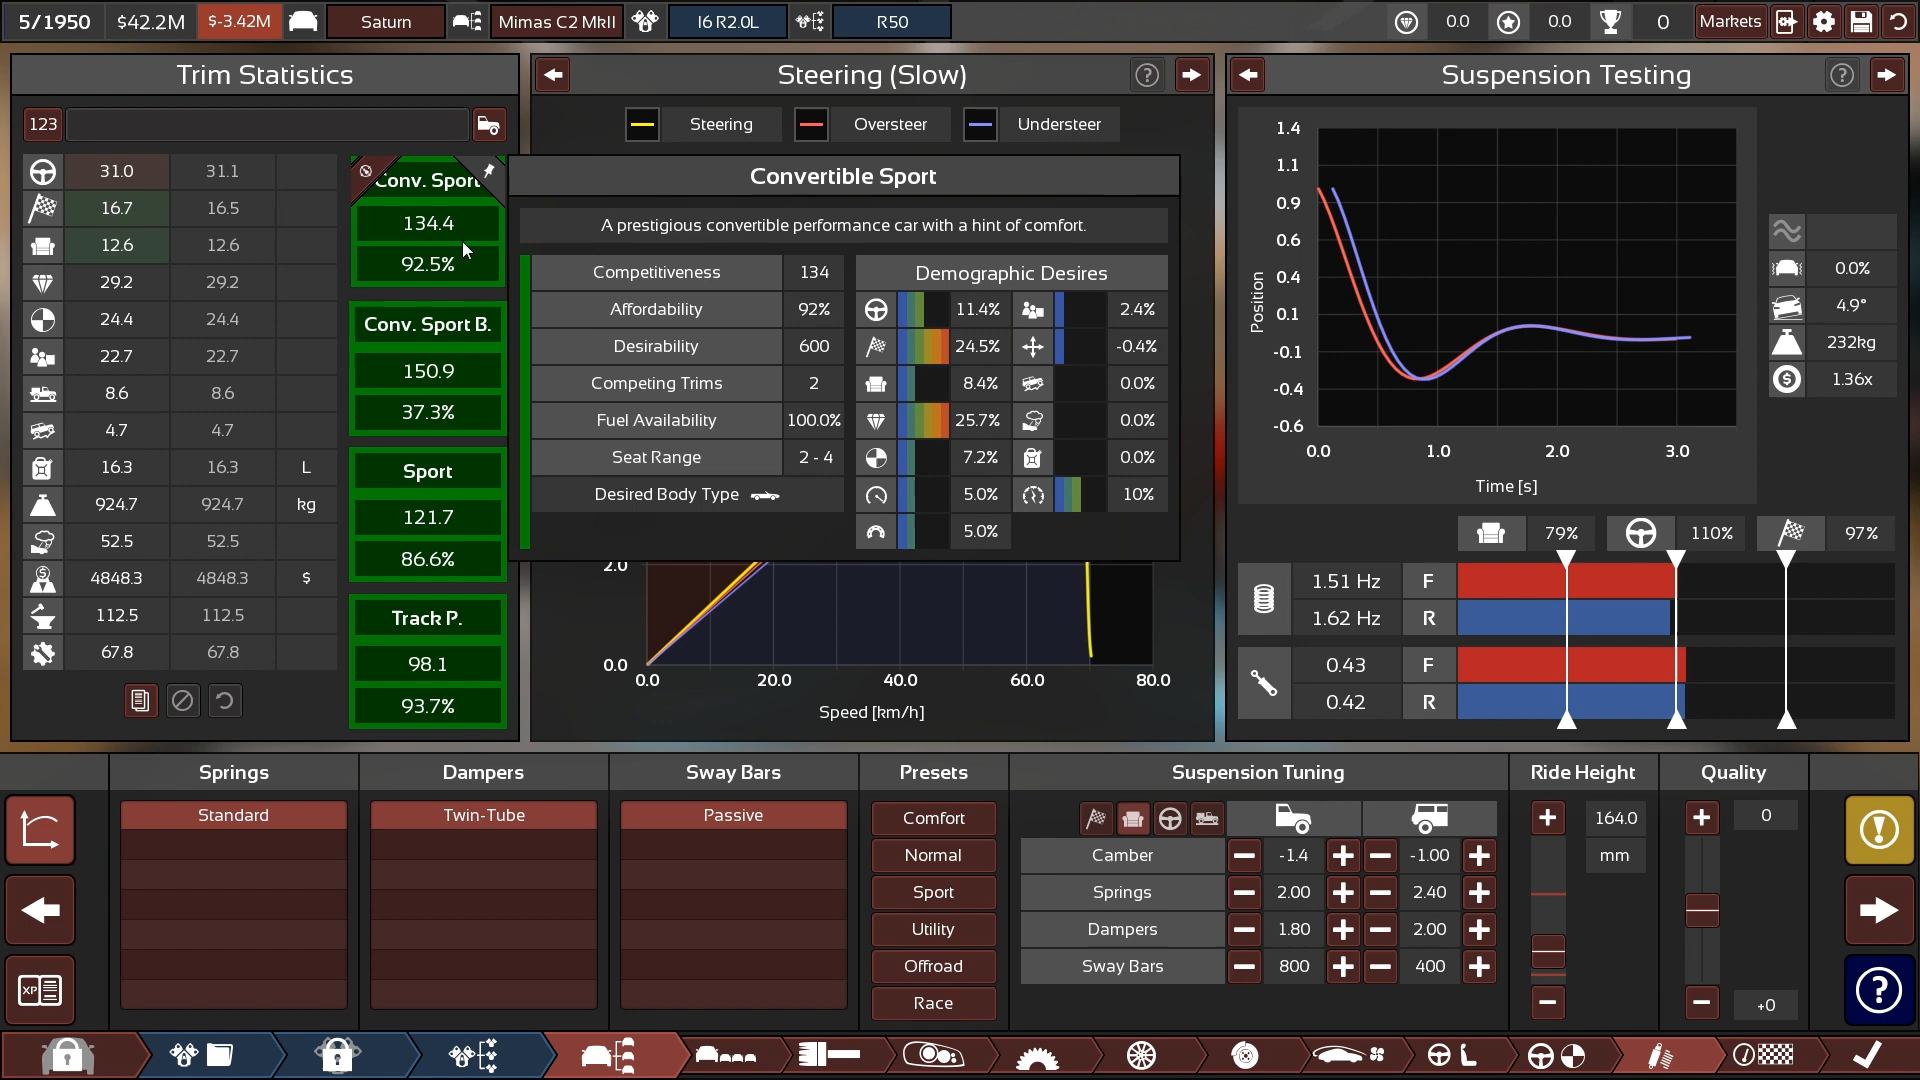 5/1950 $42.2M $-3.42M Saturn Mimas C2 MkII I6 R2.0L R50 0.0 0.0 0 Markets
Trim Statistics
123
31.0 31.1
16.7 16.5
12.6 12.6
29.2 29.2
24.4 24.4
22.7 22.7
8.6 8.6
4.7 4.7
16.3 16.3 L
924.7 924.7 kg
52.5 52.5
4848.3 4848.3 $
112.5 112.5
67.8 67.8
Conv. Sport
134.4
92.5%
Conv. Sport B.
150.9
37.3%
Sport
121.7
86.6%
Track P.
98.1
93.7%
Steering (Slow)
?
Steering Oversteer Understeer
Convertible Sport
A prestigious convertible performance car with a hint of comfort.
Competitiveness 134
Affordability 92%
Desirability 600
Competing Trims 2
Fuel Availability 100.0%
Seat Range 2 - 4
Desired Body Type
Demographic Desires
11.4% 2.4%
24.5% -0.4%
8.4% 0.0%
25.7% 0.0%
7.2% 0.0%
5.0% 10%
5.0%
2.0
0.0
0.0 20.0 40.0 60.0 80.0
Speed [km/h]
Suspension Testing
?
1.4
1.1
0.9
0.6
0.4
0.1
-0.1
-0.4
-0.6
Position
0.0 1.0 2.0 3.0
Time [s]
0.0%
4.9°
232kg
$ 1.36x
79% 110% 97%
1.51 Hz F
1.62 Hz R
0.43 F
0.42 R
Springs
Standard
Dampers
Twin-Tube
Sway Bars
Passive
Presets
Comfort
Normal
Sport
Utility
Offroad
Race
Suspension Tuning
Camber -1.4 -1.00
Springs 2.00 2.40
Dampers 1.80 2.00
Sway Bars 800 400
Ride Height
164.0
mm
Quality
0
+0
XP
!
?